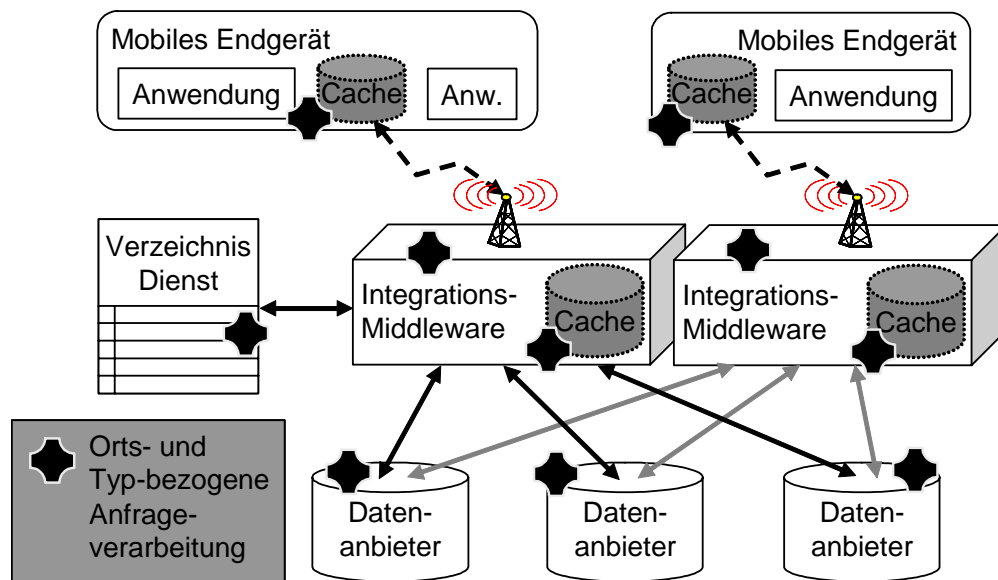 Mobiles Endgerät
Anwendung
Cache
Anw.
Mobiles Endgerät
Cache
Anwendung
Verzeichnis
Dienst
Integrations-
Middleware
Cache
Integrations-
Middleware
Cache
Orts- und
Typ-bezogene
Anfrage-
verarbeitung
Daten-
anbieter
Daten-
anbieter
Daten-
anbieter